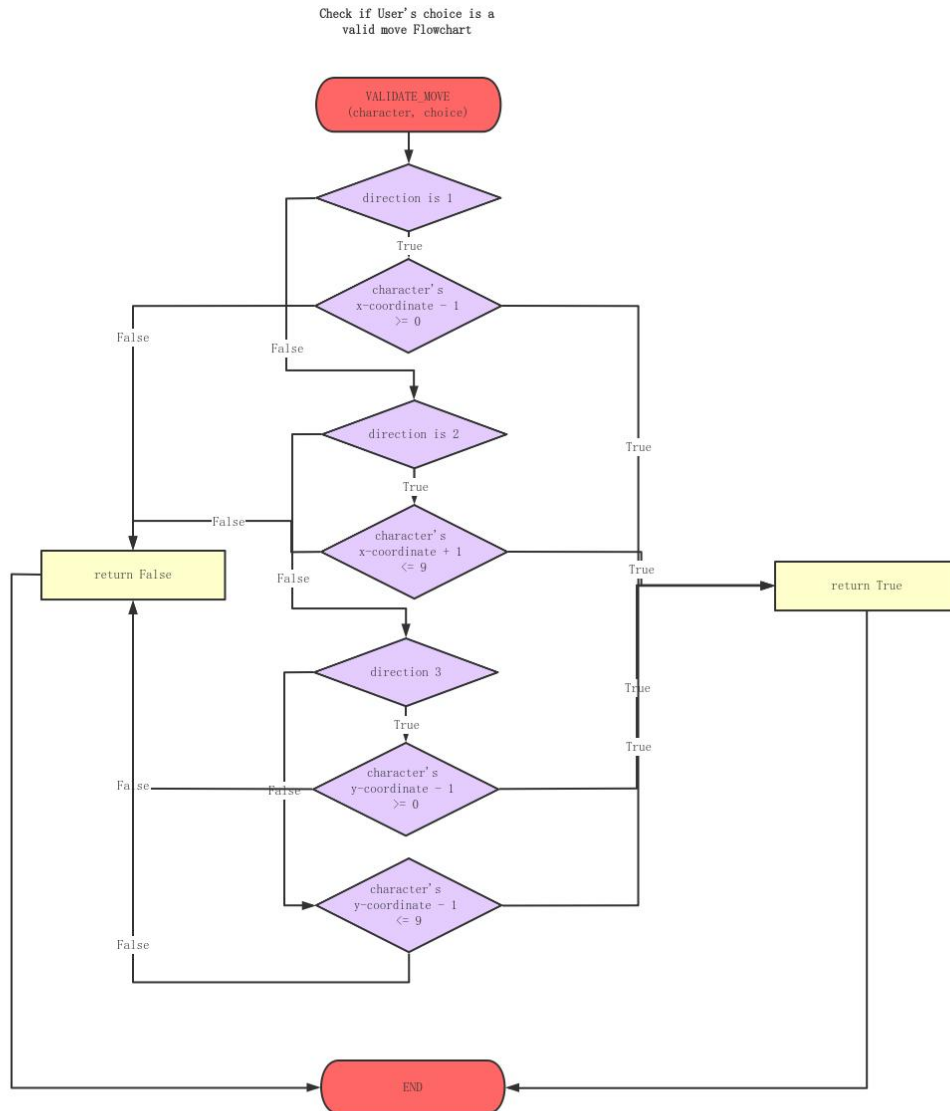 Check if User's choice is a
valid move Flowchart
VALIDATE_MOVE
(character, choice)
direction is 1
True
character's
x-coordinate - 1
>= 0
False
False
direction is 2
True
True
False
character's
x-coordinate + 1
<= 9
True
False
return False
return True
direction 3
True
True
True
character's
y-coordinate - 1
>= 0
False
False
character's
y-coordinate - 1
<= 9
False
END